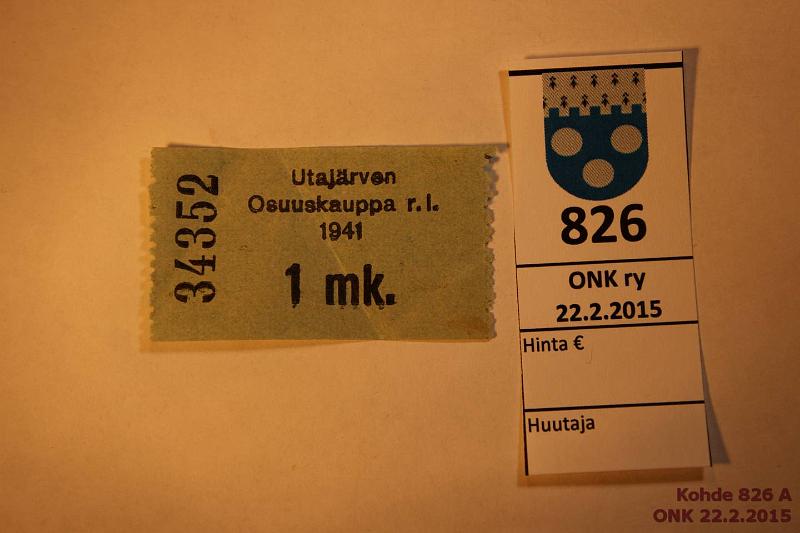 34352
Utajärven
Osuuskauppa r.l.
1941
1 mk.
826
ONK ry
22.2.2015
Hinta €
Huutaja
Kohde 826 A
ONK 22.2.2015